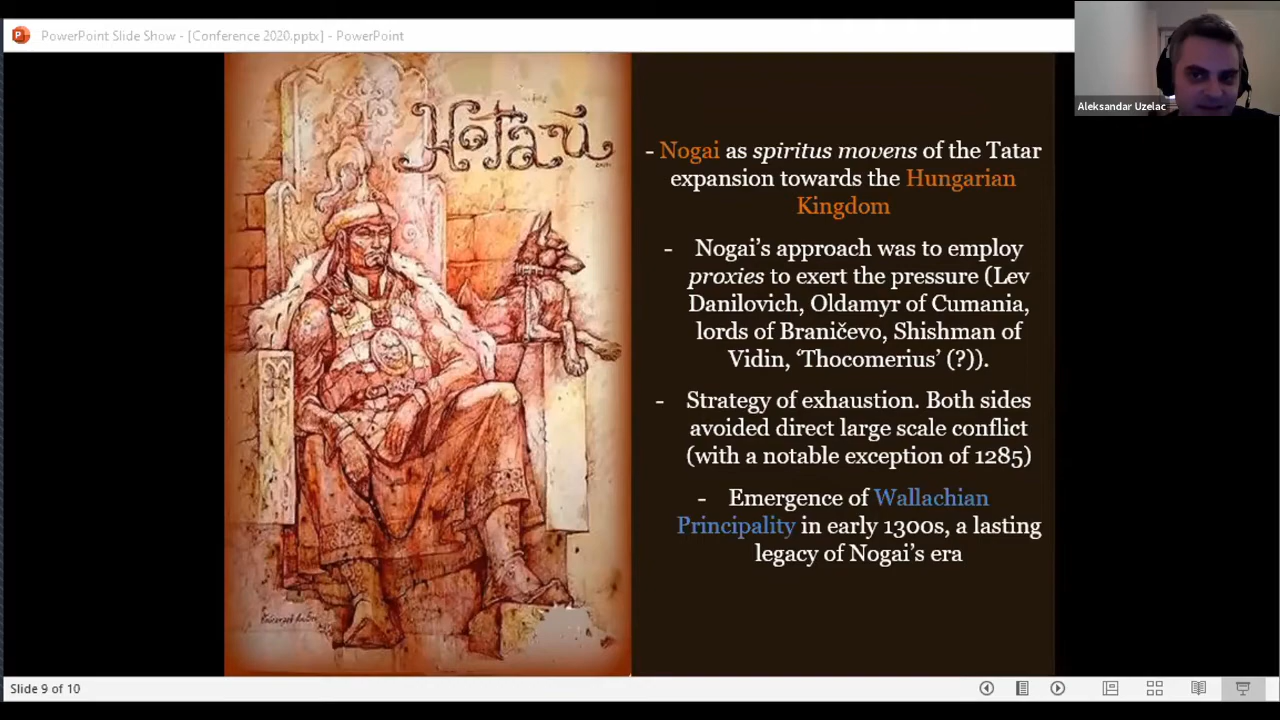 PowerPoint Slide Show - [Conference 2020.pptx] - PowerPoint
Aleksandar Uzelac
Ногай
- Nogai as spiritus movens of the Tatar
expansion towards the Hungarian
Kingdom
- Nogai’s approach was to employ
proxies to exert the pressure (Lev
Danilovich, Oldamyr of Cumania,
lords of Braničevo, Shishman of
Vidin, ‘Thocomerius’ (?)).
- Strategy of exhaustion. Both sides
avoided direct large scale conflict
(with a notable exception of 1285)
- Emergence of Wallachian
Principality in early 1300s, a lasting
legacy of Nogai’s era
Slide 9 of 10